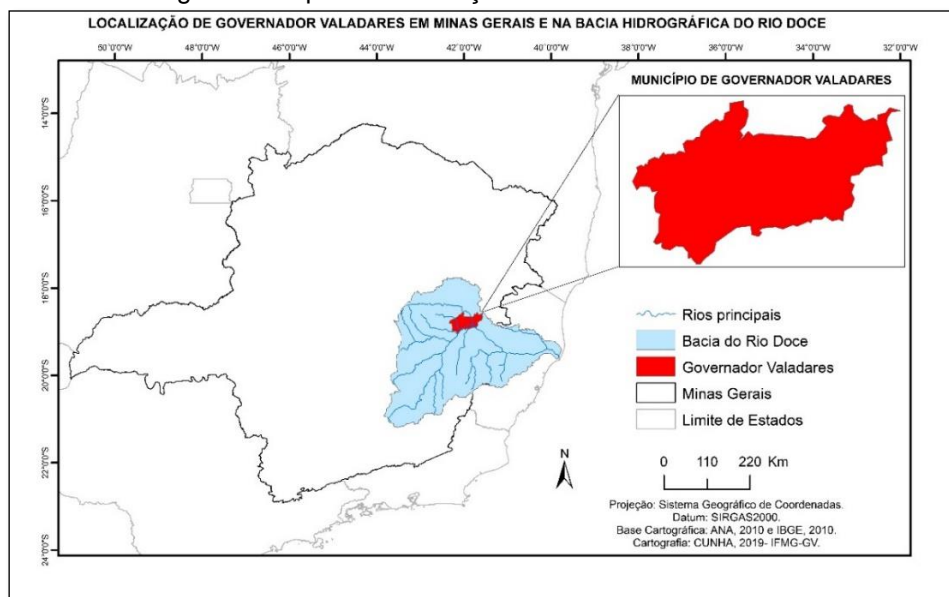 LOCALIZAÇÃO DE GOVERNADOR VALADARES EM MINAS GERAIS E NA BACIA HIDROGRÁFICA DO RIO DOCE
60°0'0"O 48°0'0"O 46°0'0"O 44°0'0"O 42°0'0"O 40°0'0"O 36°0'0"O 34°0'0"O 32°0'0"O
MUNICÍPIO DE GOVERNADOR VALADARES
14°0'0"S
16°0'0"S
18°0'0"S
20°0'0"S
22°0'0"S
24°0'0"S
Rios principais
Bacia do Rio Doce
Governador Valadares
Minas Gerais
Limite de Estados
N
0 110 220 Km
Projeção: Sistema Geográfico de Coordenadas.
Datum: SIRGAS2000.
Base Cartográfica: ANA, 2010 e IBGE, 2010.
Cartografia: CUNHA, 2019- IFMG-GV.